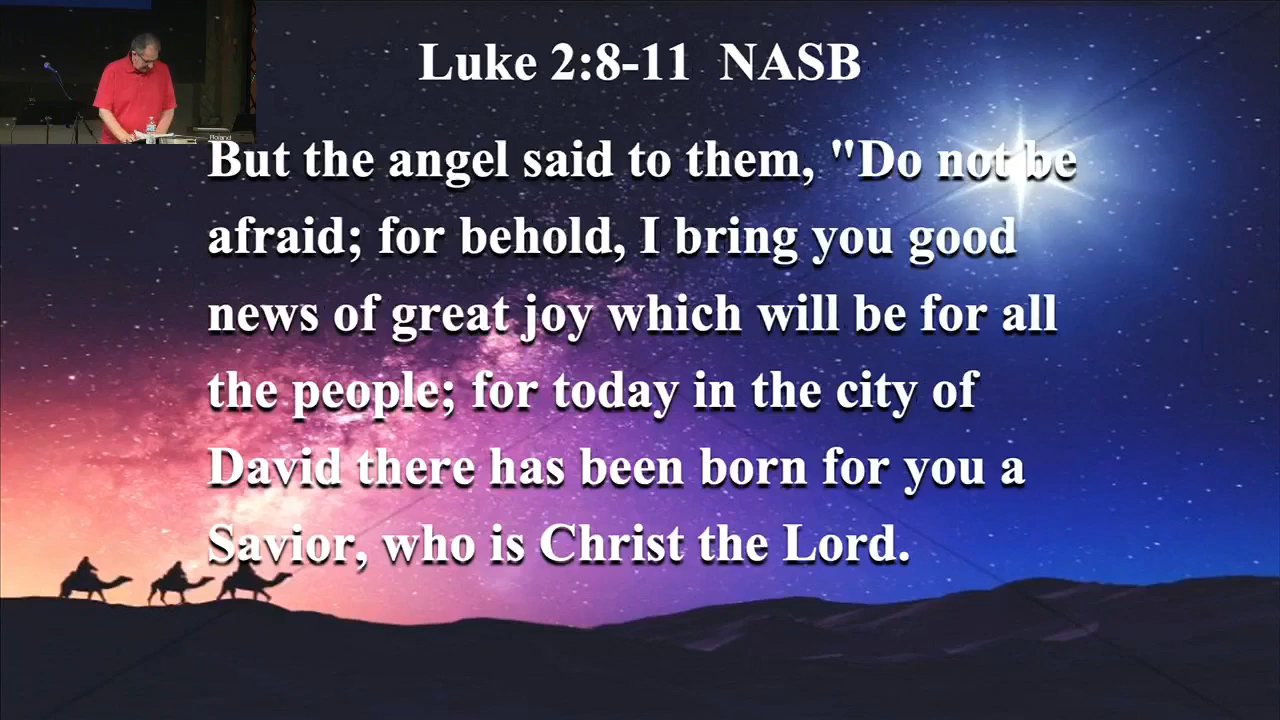 Luke 2:8-11 NASB
But the angel said to them, "Do not be
afraid; for behold, I bring you good
news of great joy which will be for all
the people; for today in the city of
David there has been born for you a
Savior, who is Christ the Lord.
Roland